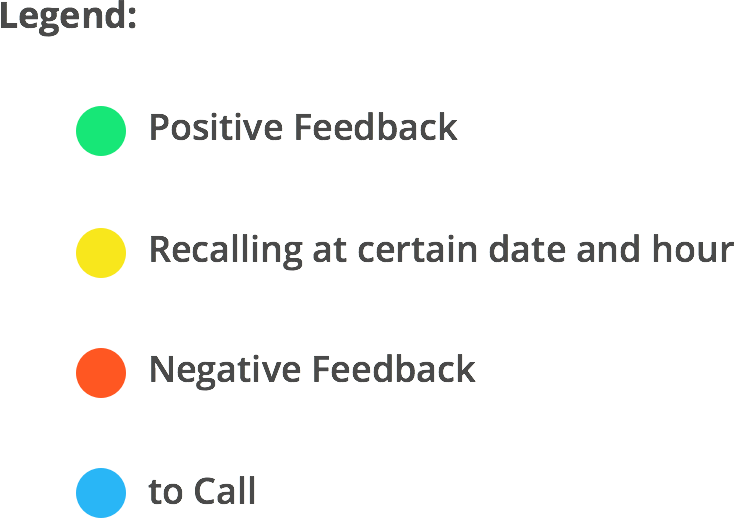 Legend:
Positive Feedback
Recalling at certain date and hour
Negative Feedback
to Call